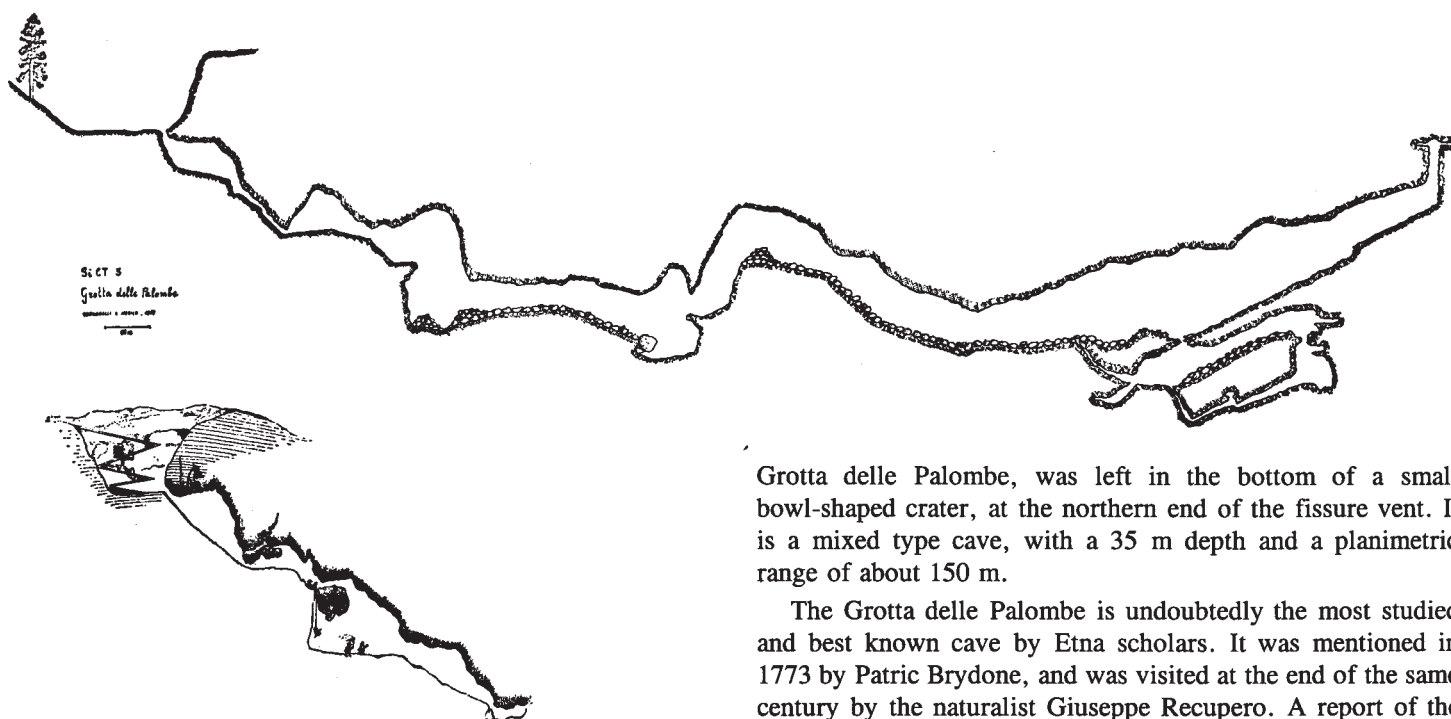 Si CT 3
Grotta delle Palombe
Grotta delle Palombe, was left in the bottom of a smal
bowl-shaped crater, at the northern end of the fissure vent. I
is a mixed type cave, with a 35 m depth and a planimetric
range of about 150 m.
The Grotta delle Palombe is undoubtedly the most studied
and best known cave by Etna scholars. It was mentioned in
1773 by Patric Brydone, and was visited at the end of the same
century by the naturalist Giuseppe Recupero. A report of the